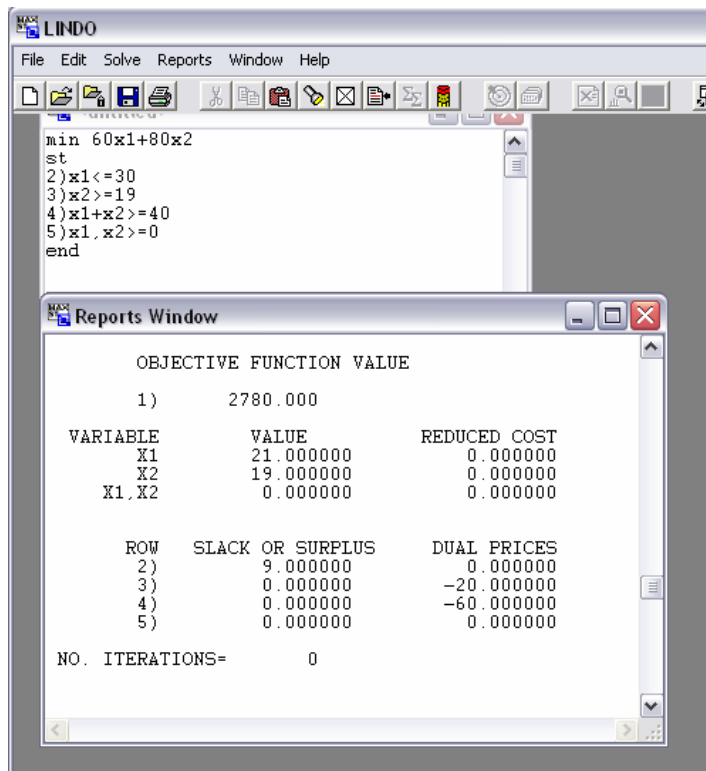 LINDO
File Edit Solve Reports Window Help
min 60x1+80x2
st
2)x1<=30
3)x2>=19
4)x1+x2>=40
5)x1,x2>=0
end
Reports Window
OBJECTIVE FUNCTION VALUE
1) 2780.000
VARIABLE VALUE REDUCED COST
X1 21.000000 0.000000
X2 19.000000 0.000000
X1,X2 0.000000 0.000000
ROW SLACK OR SURPLUS DUAL PRICES
2) 9.000000 0.000000
3) 0.000000 -20.000000
4) 0.000000 -60.000000
5) 0.000000 0.000000
NO. ITERATIONS= 0